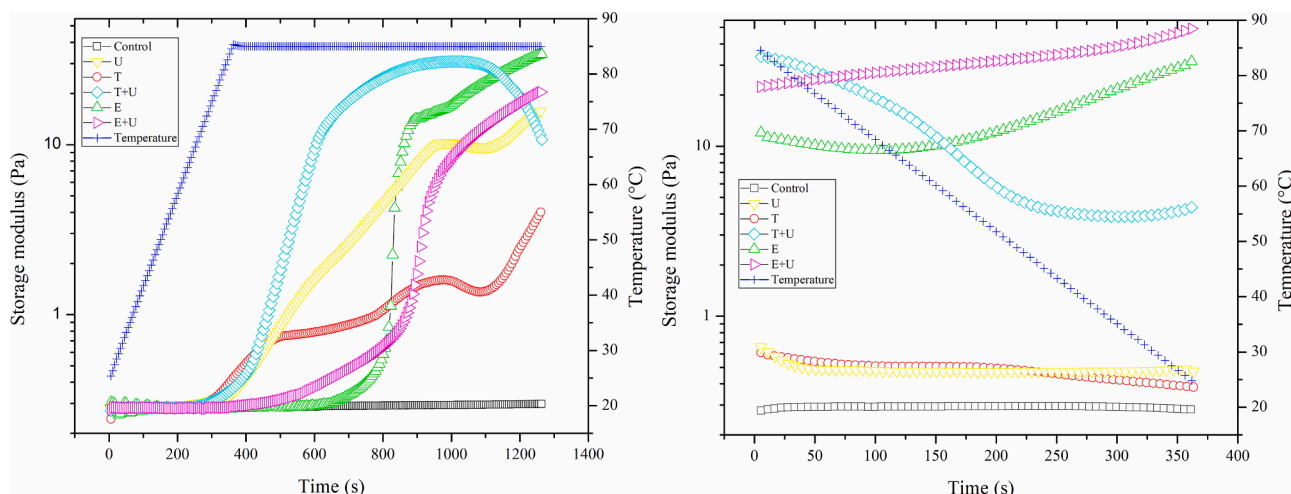 Control
U
T
T+U
E
E+U
Temperature
Storage modulus (Pa)
10
1
Temperature (°C)
90
80
70
60
50
40
30
20
0 200 400 600 800 1000 1200 1400
Time (s)
Control
U
T
T+U
E
E+U
Temperature
Storage modulus (Pa)
10
1
Temperature (°C)
90
80
70
60
50
40
30
20
0 50 100 150 200 250 300 350 400
Time (s)